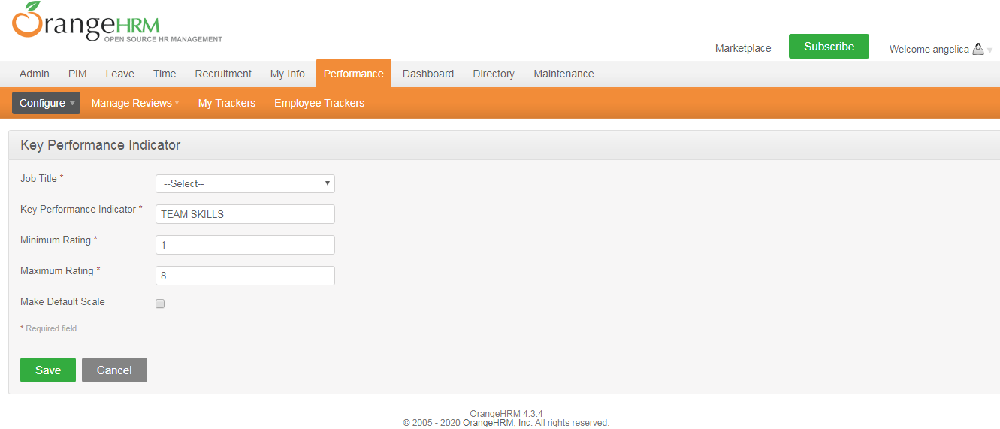 OrangeHRM
OPEN SOURCE HR MANAGEMENT
Marketplace Subscribe Welcome angelica
Admin PIM Leave Time Recruitment My Info Performance Dashboard Directory Maintenance
Configure Manage Reviews My Trackers Employee Trackers
Key Performance Indicator
Job Title * --Select--
Key Performance Indicator * TEAM SKILLS
Minimum Rating * 1
Maximum Rating * 8
Make Default Scale
* Required field
Save Cancel
OrangeHRM 4.3.4
© 2005 - 2020 OrangeHRM, Inc. All rights reserved.